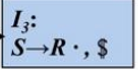 I₃:
S→R · , $